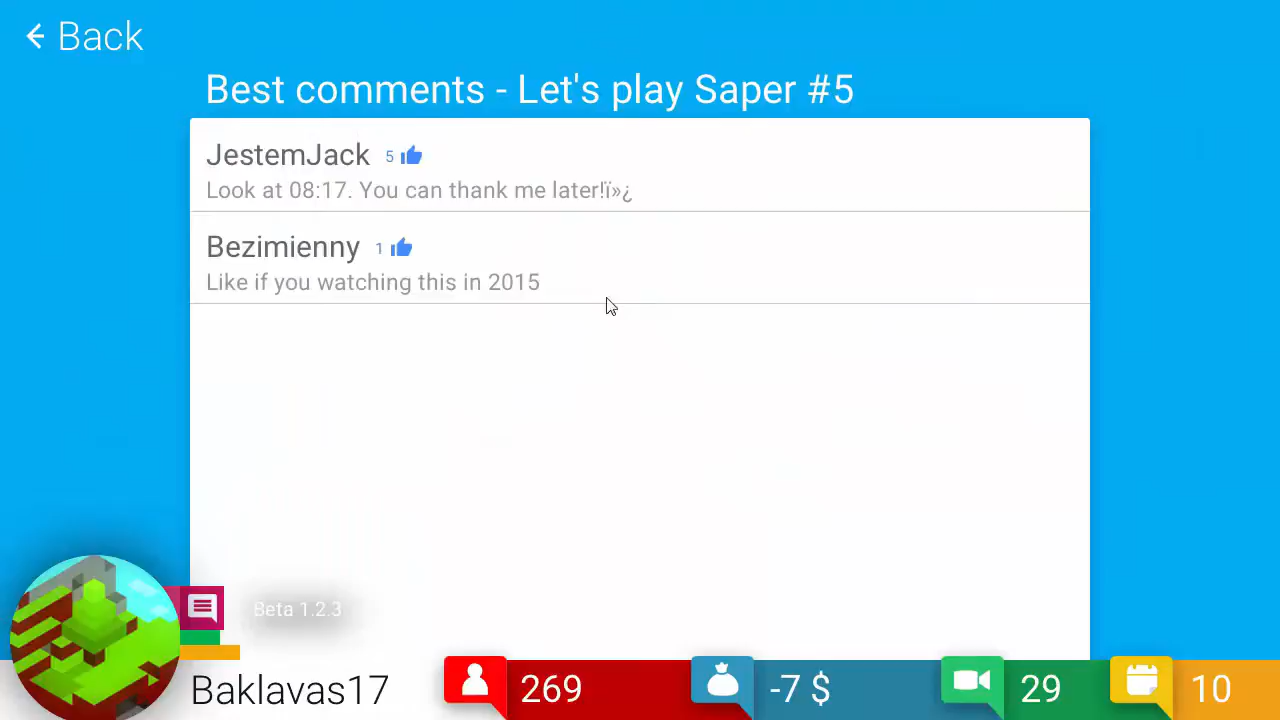 Back
Best comments - Let's play Saper #5
JestemJack 5
Look at 08:17. You can thank me later!ï»¿
Bezimienny 1
Like if you watching this in 2015
Beta 1.2.3
Baklavas17 269 -7 $ 29 10